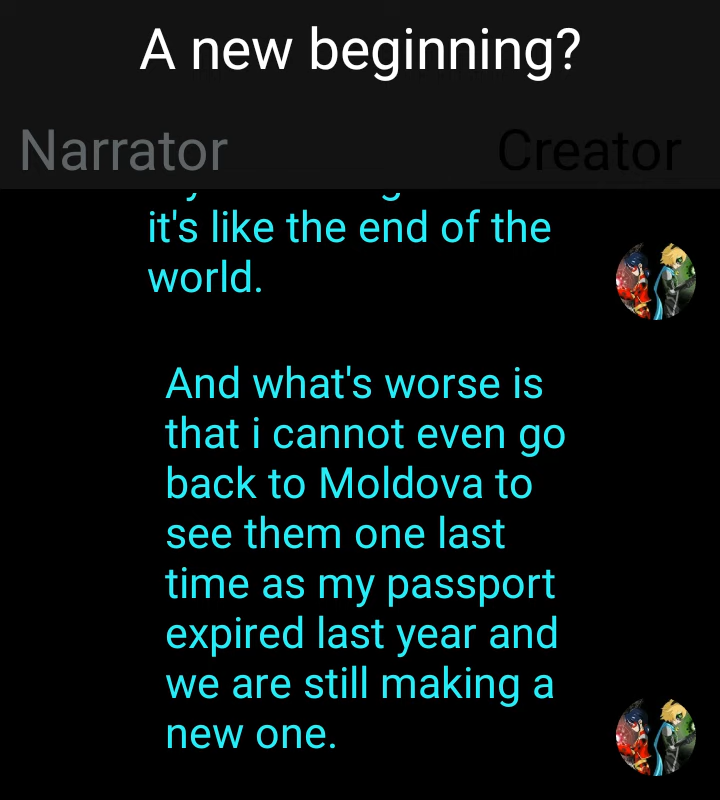 A new beginning?
Narrator
Creator
it's like the end of the
world.
And what's worse is
that i cannot even go
back to Moldova to
see them one last
time as my passport
expired last year and
we are still making a
new one.